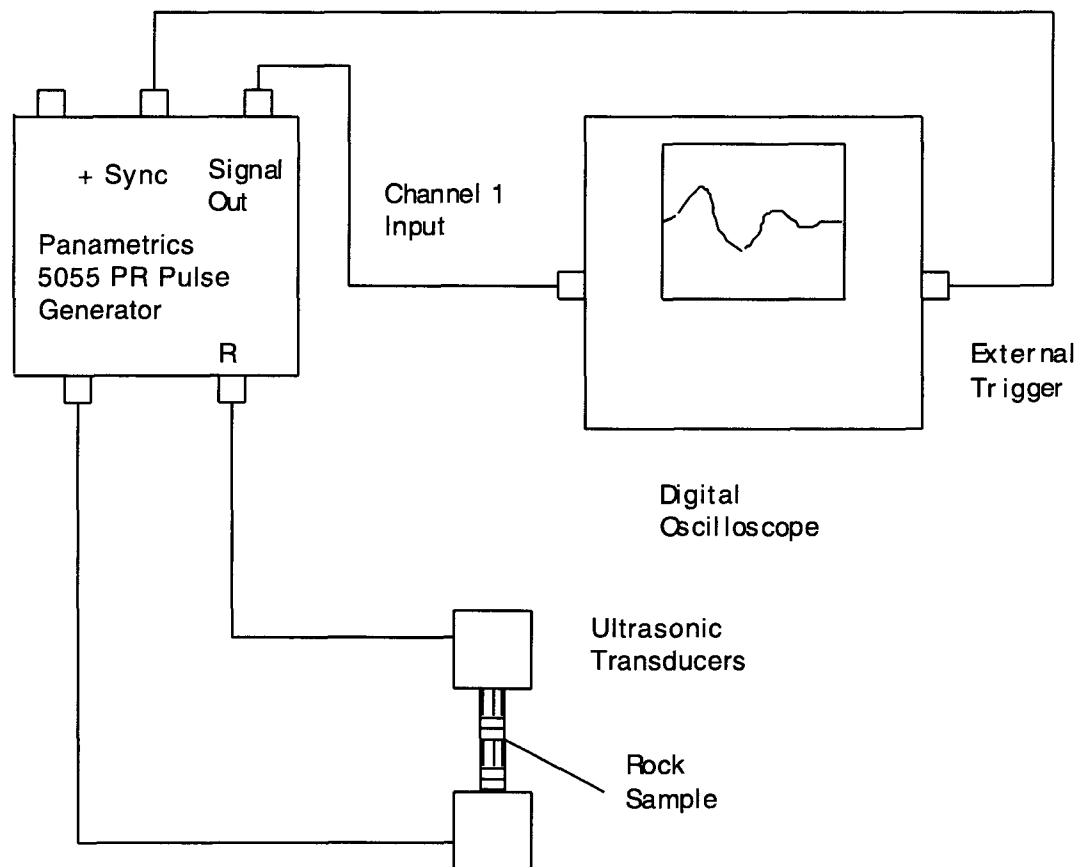 + Sync
Signal
Out
Panametrics
5055 PR Pulse
Generator
R
Channel 1
Input
External
Trigger
Digital
Oscilloscope
Ultrasonic
Transducers
Rock
Sample